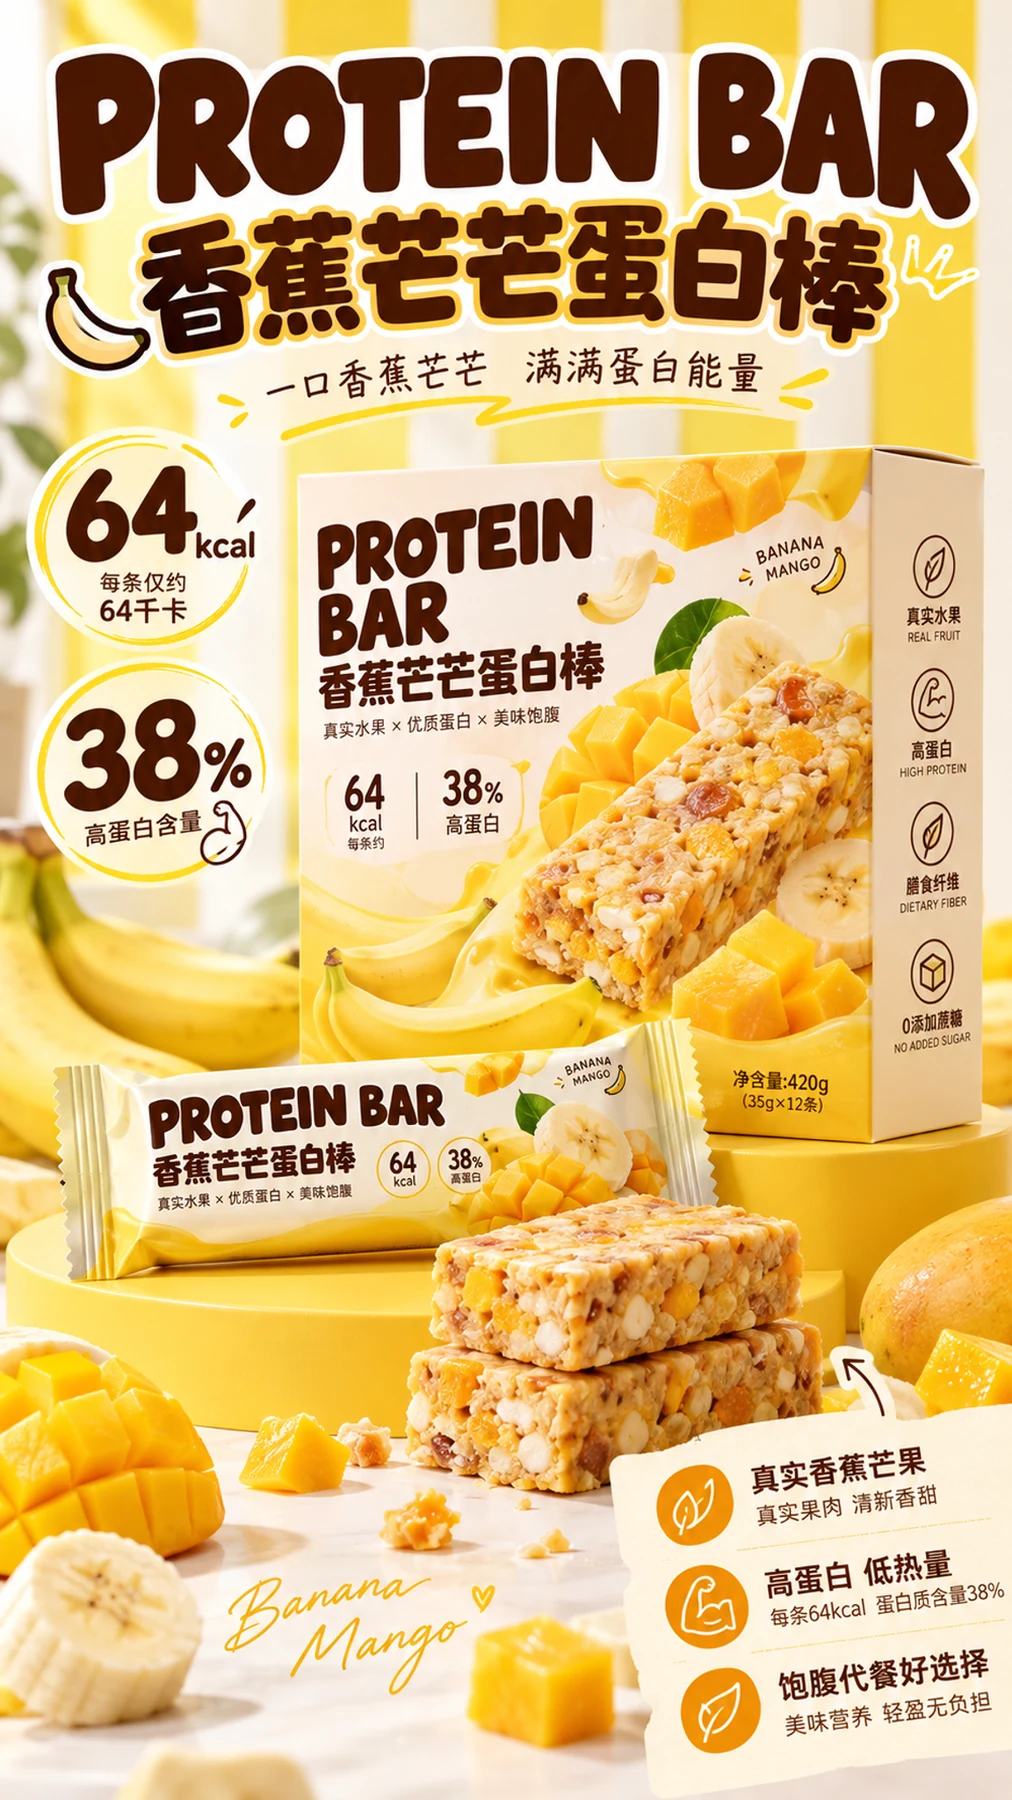 PROTEIN BAR
香蕉芒芒蛋白棒
一口香蕉芒芒 满满蛋白能量
64kcal
每条仅约
64千卡
38%
高蛋白含量
PROTEIN
BAR
香蕉芒芒蛋白棒
真实水果 × 优质蛋白 × 美味饱腹
64
kcal
每条约
38%
高蛋白
BANANA
MANGO
净含量:420g
(35g×12条)
真实水果
REAL FRUIT
高蛋白
HIGH PROTEIN
膳食纤维
DIETARY FIBER
0添加蔗糖
NO ADDED SUGAR
PROTEIN BAR
香蕉芒芒蛋白棒
真实水果 × 优质蛋白 × 美味饱腹
64
kcal
38%
高蛋白
BANANA
MANGO
真实香蕉芒果
真实果肉 清新香甜
高蛋白 低热量
每条64kcal 蛋白质含量38%
饱腹代餐好选择
美味营养 轻盈无负担
Banana
Mango